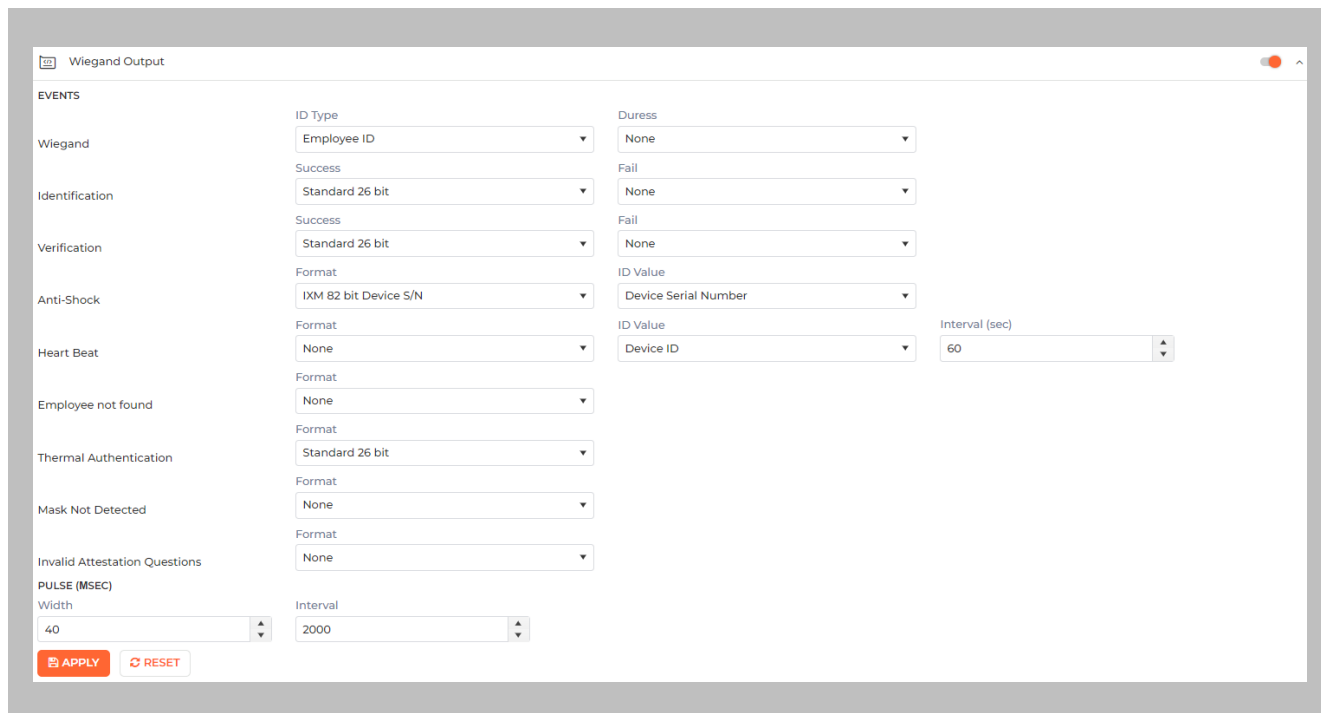 Wiegand Output
EVENTS
ID Type Duress
Wiegand Employee ID None
Success Fail
Identification Standard 26 bit None
Success Fail
Verification Standard 26 bit None
Format ID Value
Anti-Shock IXM 82 bit Device S/N Device Serial Number
Format ID Value Interval (sec)
Heart Beat None Device ID 60
Format
Employee not found None
Format
Thermal Authentication Standard 26 bit
Format
Mask Not Detected None
Format
Invalid Attestation Questions None
PULSE (MSEC)
Width Interval
40 2000
APPLY RESET